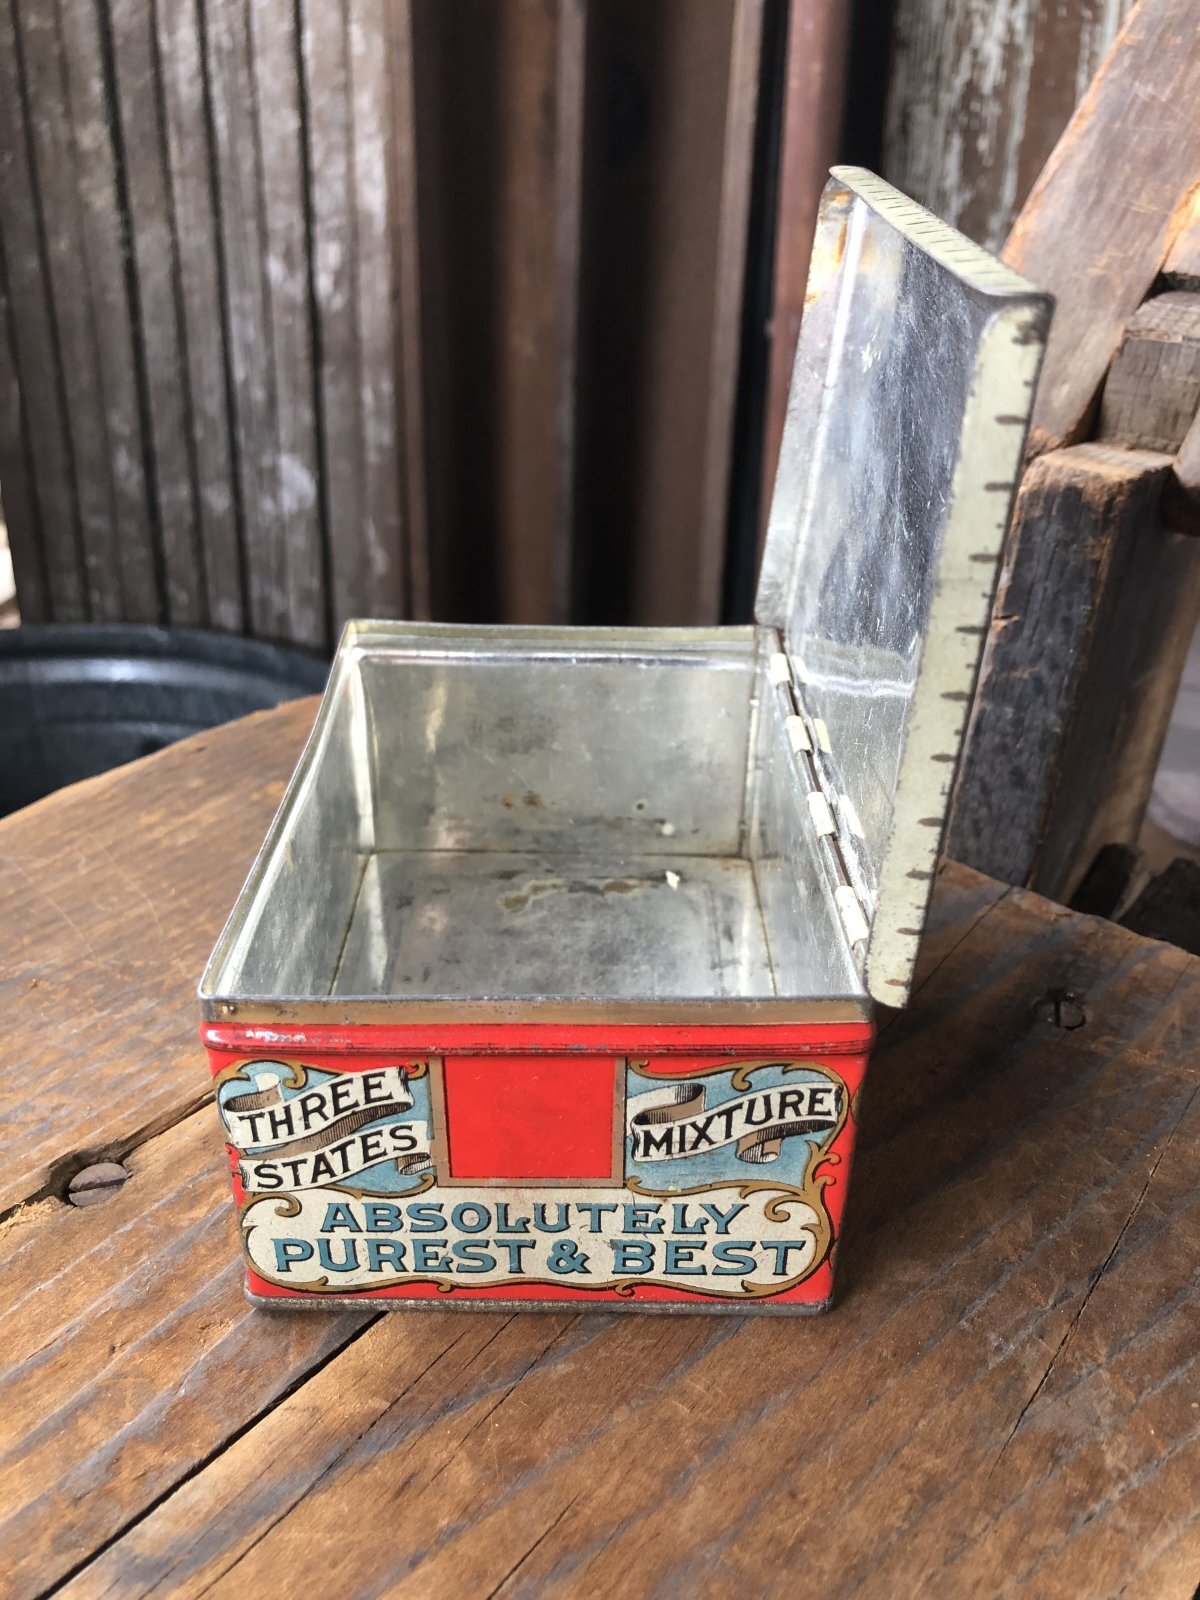 THREE
STATES
MIXTURE
ABSOLUTELY
PUREST & BEST